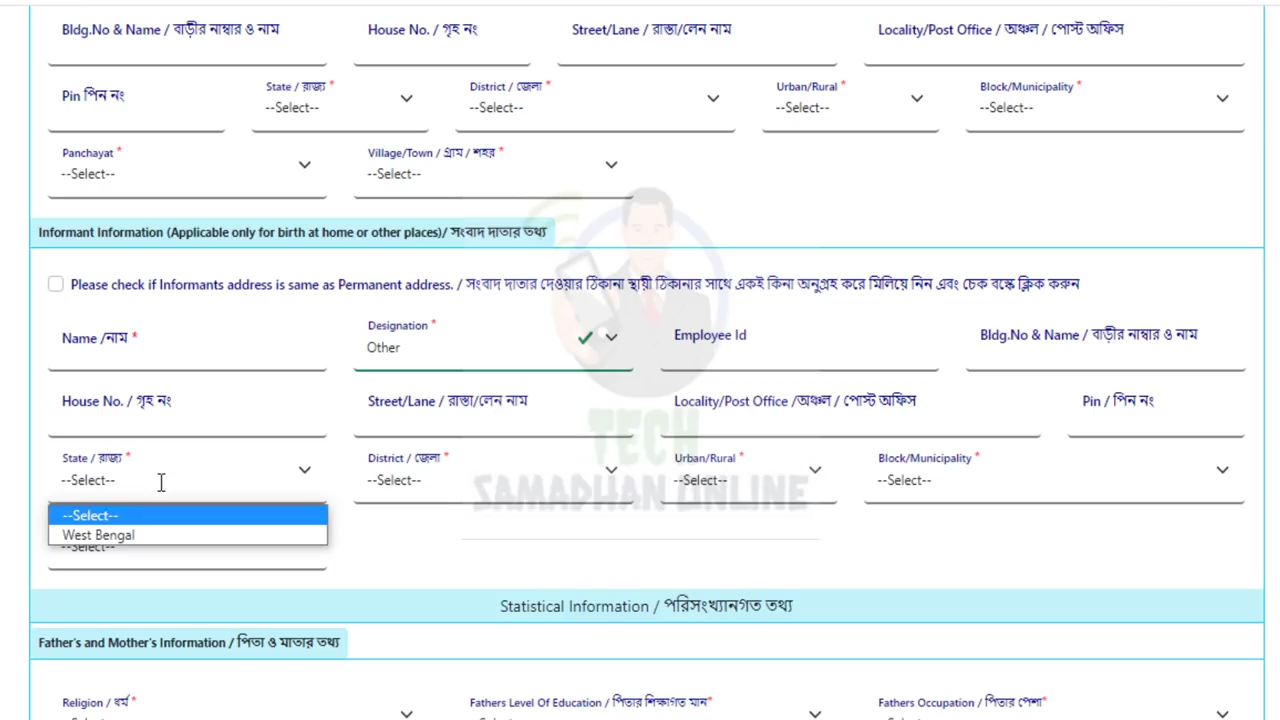 Bldg.No & Name / বাড়ীর নাম্বার ও নাম House No. / গৃহ নং Street/Lane / রাস্তা/লেন নাম Locality/Post Office / অঞ্চল / পোস্ট অফিস
Pin পিন নং State / রাজ্য * District / জেলা * Urban/Rural * Block/Municipality *
--Select-- --Select-- --Select-- --Select--
Panchayat * Village/Town / গ্রাম / শহর *
--Select-- --Select--
Informant Information (Applicable only for birth at home or other places)/ সংবাদ দাতার তথ্য
Please check if Informants address is same as Permanent address. / সংবাদ দাতার দেওয়ার ঠিকানা স্থায়ী ঠিকানার সাথে একই কিনা অনুগ্রহ করে মিলিয়ে নিন এবং চেক বক্সে ক্লিক করুন
Name /নাম * Designation * Employee Id Bldg.No & Name / বাড়ীর নাম্বার ও নাম
Other
House No. / গৃহ নং Street/Lane / রাস্তা/লেন নাম Locality/Post Office /অঞ্চল / পোস্ট অফিস Pin / পিন নং
TECH
State / রাজ্য * District / জেলা * Urban/Rural * Block/Municipality *
--Select-- --Select-- --Select-- --Select--
SAMADHAN ONLINE
--Select--
West Bengal
--Select--
Statistical Information / পরিসংখ্যানগত তথ্য
Father's and Mother's Information / পিতা ও মাতার তথ্য
Religion / ধর্ম * Fathers Level Of Education / পিতার শিক্ষাগত মান* Fathers Occupation / পিতার পেশা*